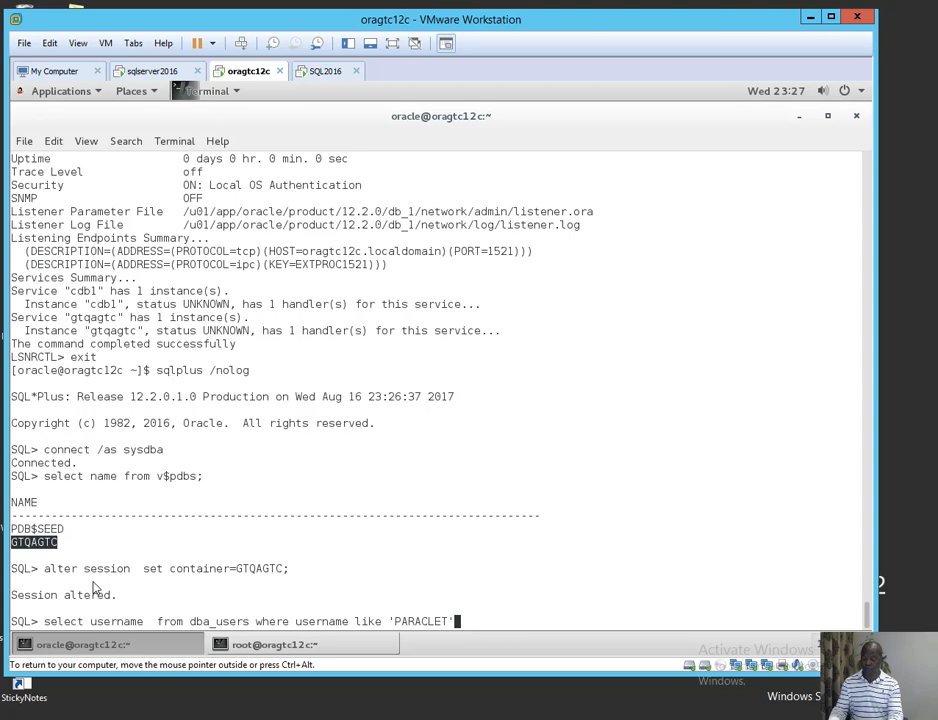 oragtc12c - VMware Workstation
File Edit View VM Tabs Help
My Computer sqlserver2016 oragtc12c SQL2016
Applications Places Terminal Wed 23:27
oracle@oragtc12c:~
File Edit View Search Terminal Help
Uptime 0 days 0 hr. 0 min. 0 sec
Trace Level off
Security ON: Local OS Authentication
SNMP OFF
Listener Parameter File /u01/app/oracle/product/12.2.0/db_1/network/admin/listener.ora
Listener Log File /u01/app/oracle/product/12.2.0/db_1/network/log/listener.log
Listening Endpoints Summary...
(DESCRIPTION=(ADDRESS=(PROTOCOL=tcp)(HOST=oragtc12c.localdomain)(PORT=1521)))
(DESCRIPTION=(ADDRESS=(PROTOCOL=ipc)(KEY=EXTPROC1521)))
Services Summary...
Service "cdb1" has 1 instance(s).
Instance "cdb1", status UNKNOWN, has 1 handler(s) for this service...
Service "gtqagtc" has 1 instance(s).
Instance "gtqagtc", status UNKNOWN, has 1 handler(s) for this service...
The command completed successfully
LSNRCTL> exit
[oracle@oragtc12c ~]$ sqlplus /nolog
SQL*Plus: Release 12.2.0.1.0 Production on Wed Aug 16 23:26:37 2017
Copyright (c) 1982, 2016, Oracle. All rights reserved.
SQL> connect /as sysdba
Connected.
SQL> select name from v$pdbs;
NAME
--------------------------------------------------------------------------------
PDB$SEED
GTQAGTC
SQL> alter session set container=GTQAGTC;
Session altered.
SQL> select username from dba_users where username like 'PARACLET'
oracle@oragtc12c:~ root@oragtc12c:~
Activate Windows
To return to your computer, move the mouse pointer outside or press Ctrl+Alt.
Windows.
StickyNotes
Windows S
2